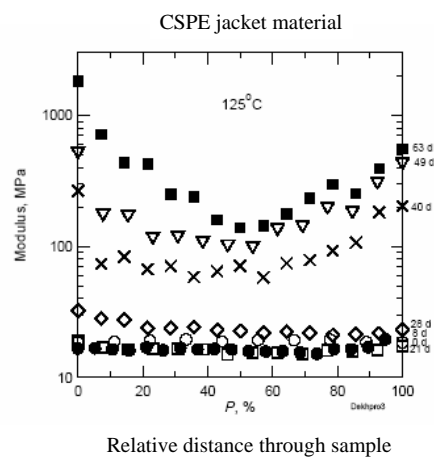 CSPE jacket material
125°C
Modulus, MPa
1000
100
10
63 d
49 d
40 d
28 d
8 d
0 d
21 d
0
20
40
60
80
100
P, %
Dekhpro3
Relative distance through sample